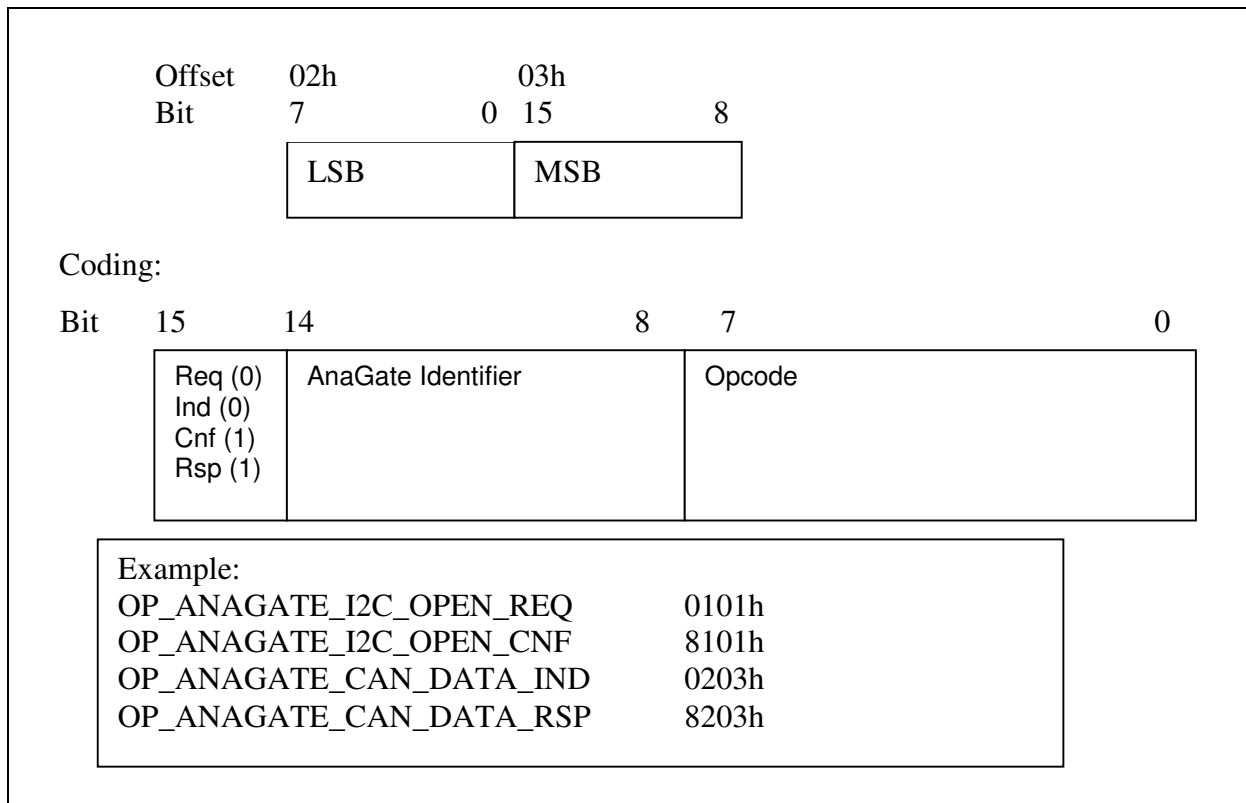 Offset 02h 03h
Bit 7 0 15 8
LSB MSB
Coding:
Bit 15 14 8 7 0
Req (0) AnaGate Identifier Opcode
Ind (0)
Cnf (1)
Rsp (1)
Example:
OP_ANAGATE_I2C_OPEN_REQ 0101h
OP_ANAGATE_I2C_OPEN_CNF 8101h
OP_ANAGATE_CAN_DATA_IND 0203h
OP_ANAGATE_CAN_DATA_RSP 8203h